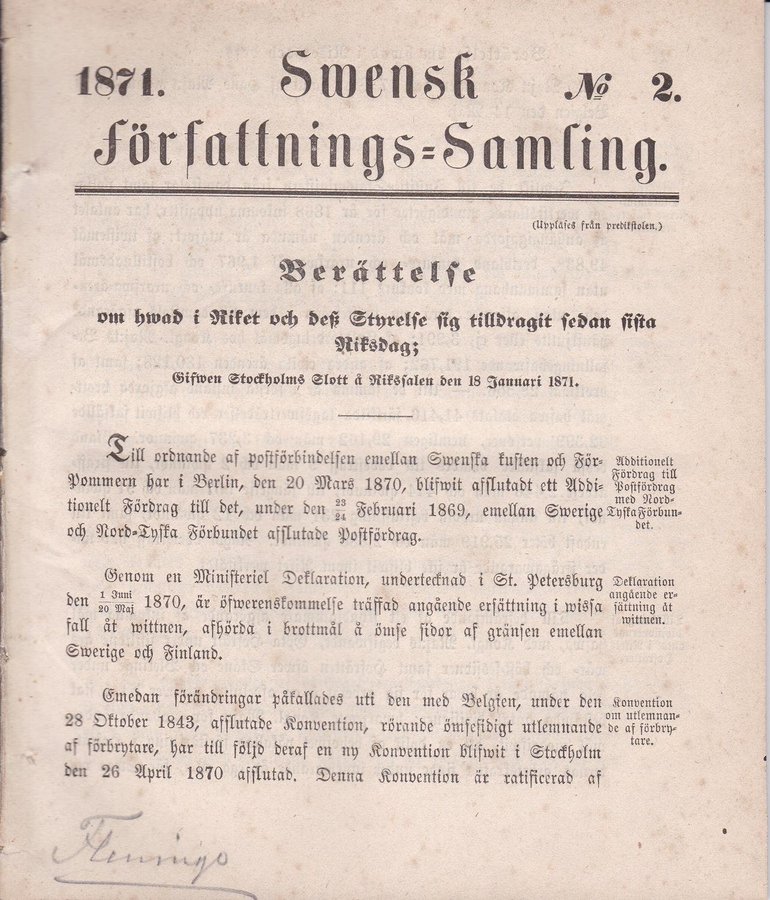 1871. Swensk № 2.
Författnings=Samling.
(Uppläses från predikstolen.)
Berättelse
om hwad i Riket och deß Styrelse sig tilldragit sedan sista
Riksdag;
Gifwen Stockholms Slott å Rikssalen den 18 Januari 1871.
Till ordnande af postförbindelsen emellan Swenska kusten och För-
Pommern har i Berlin, den 20 Mars 1870, blifwit afslutadt ett Addi-
tionelt Fördrag till det, under den 23/24 Februari 1869, emellan Swerige
och Nord=Tyska Förbundet afslutade Postfördrag.
Additionelt
Fördrag till
Postfördrag
med Nord-
Tyska Förbun-
det.
Genom en Ministeriel Deklaration, undertecknad i St. Petersburg
den 1 Juni/20 Maj 1870, är öfwerenskommelse träffad angående ersättning i wissa
fall åt wittnen, afhörda i brottmål å ömse sidor af gränsen emellan
Swerige och Finland.
Deklaration
angående er-
sättning åt
wittnen.
Emedan förändringar påkallades uti den med Belgien, under den
28 Oktober 1843, afslutade Konvention, rörande ömsesidigt utlemnande
af förbrytare, har till följd deraf en ny Konvention blifwit i Stockholm
den 26 April 1870 afslutad. Denna Konvention är ratificerad af
Konvention
om utlemnan-
de af förbry-
tare.